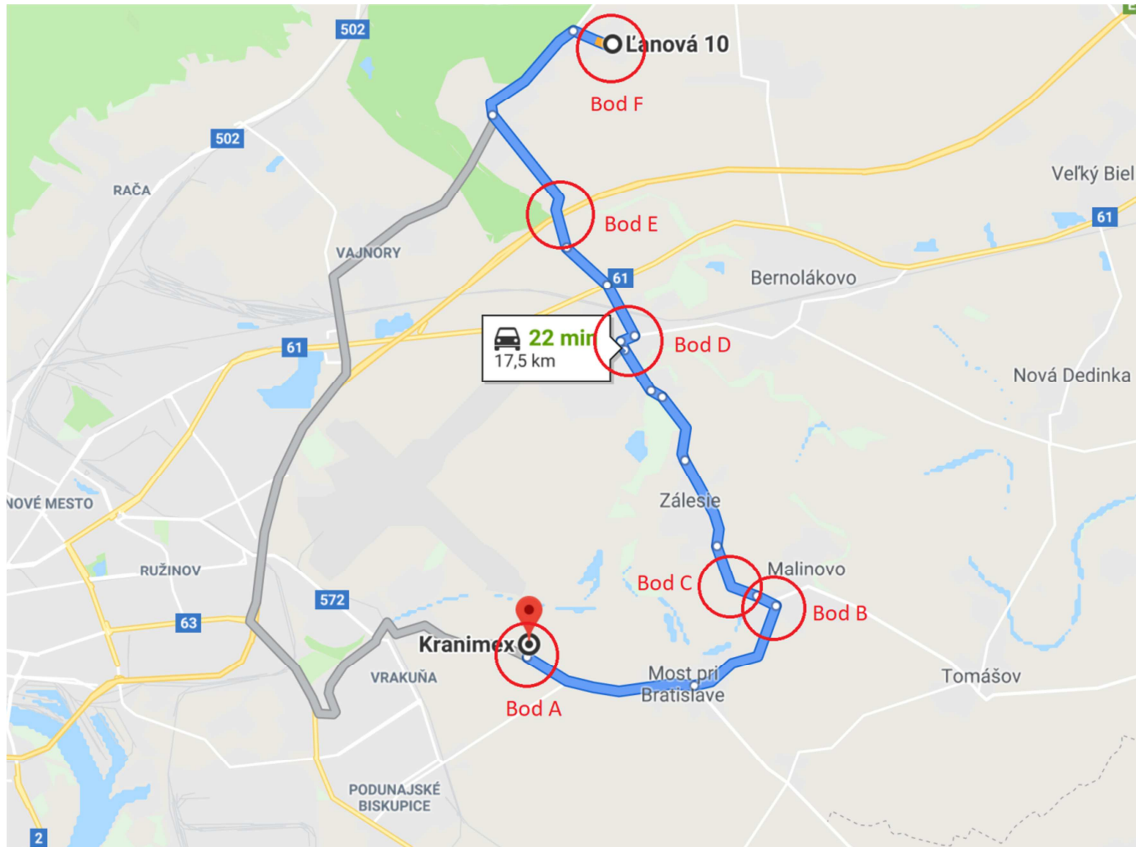 502
Ľanová 10
Bod F
502
Veľký Biel
RAČA
61
Bod E
VAJNORY
61
Bernolákovo
22 min
17,5 km
61
Bod D
Nová Dedinka
NOVÉ MESTO
Zálesie
RUŽINOV
Malinovo
Bod C
572
Bod B
63
Kranimex
VRAKUŇA
Most pri
Bratislave
Tomášov
Bod A
PODUNAJSKÉ
BISKUPICE
2